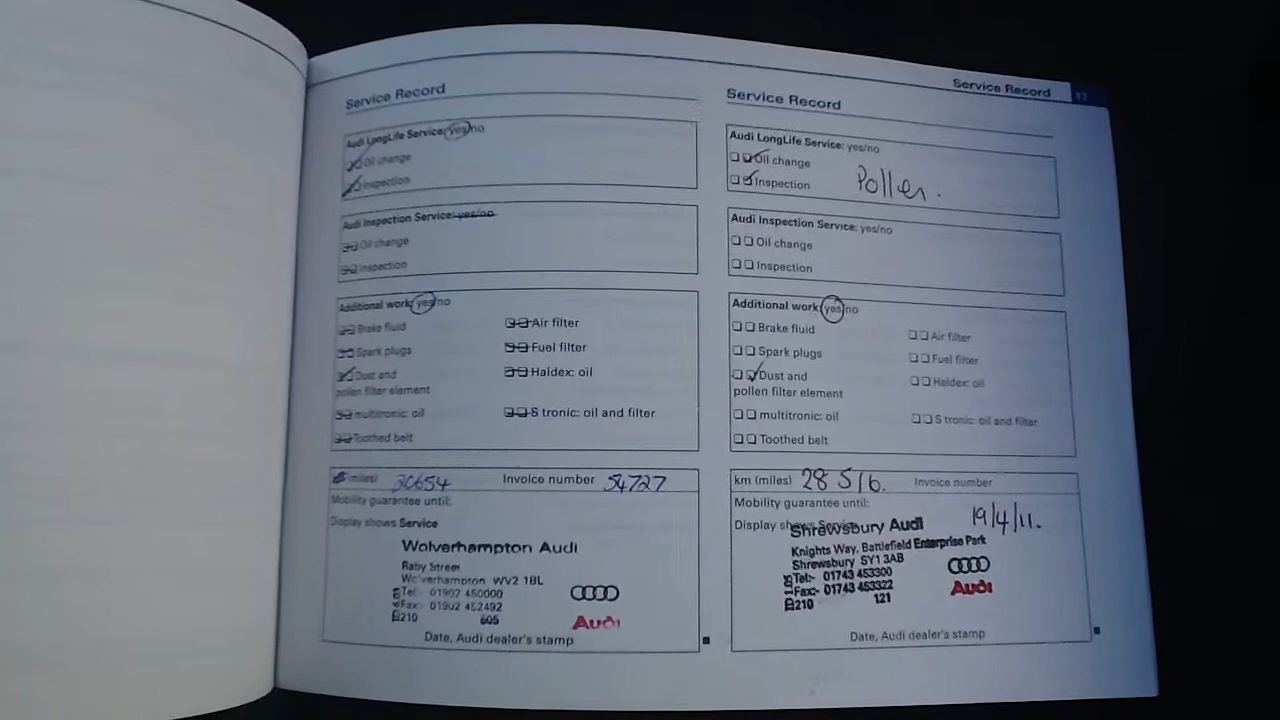 Service Record 17
Service Record
Audi LongLife Service: yes/no
Oil change
Inspection
Audi Inspection Service: yes/no
Oil change
Inspection
Additional work: yes/no
Brake fluid
Air filter
Spark plugs
Fuel filter
Dust and
pollen filter element
Haldex: oil
multitronic: oil
S tronic: oil and filter
Toothed belt
(miles) Invoice number 54727
Mobility guarantee until:
Display shows Service
Wolverhampton Audi
Raby Street
Wolverhampton WV2 1BL
Tel:- 01902 450000
Fax:- 01902 452492
210 605
Audi
Date, Audi dealer's stamp
Service Record
Audi LongLife Service: yes/no
Oil change
Inspection
Pollen.
Audi Inspection Service: yes/no
Oil change
Inspection
Additional work: yes/no
Brake fluid
Air filter
Spark plugs
Fuel filter
Dust and
pollen filter element
Haldex: oil
multitronic: oil
S tronic: oil and filter
Toothed belt
km (miles) 28516. Invoice number
Mobility guarantee until:
19/4/11.
Display shows Service
Shrewsbury Audi
Knights Way, Battlefield Enterprise Park
Shrewsbury SY1 3AB
Tel:- 01743 453300
Fax:- 01743 453322
210 121
Audi
Date, Audi dealer's stamp